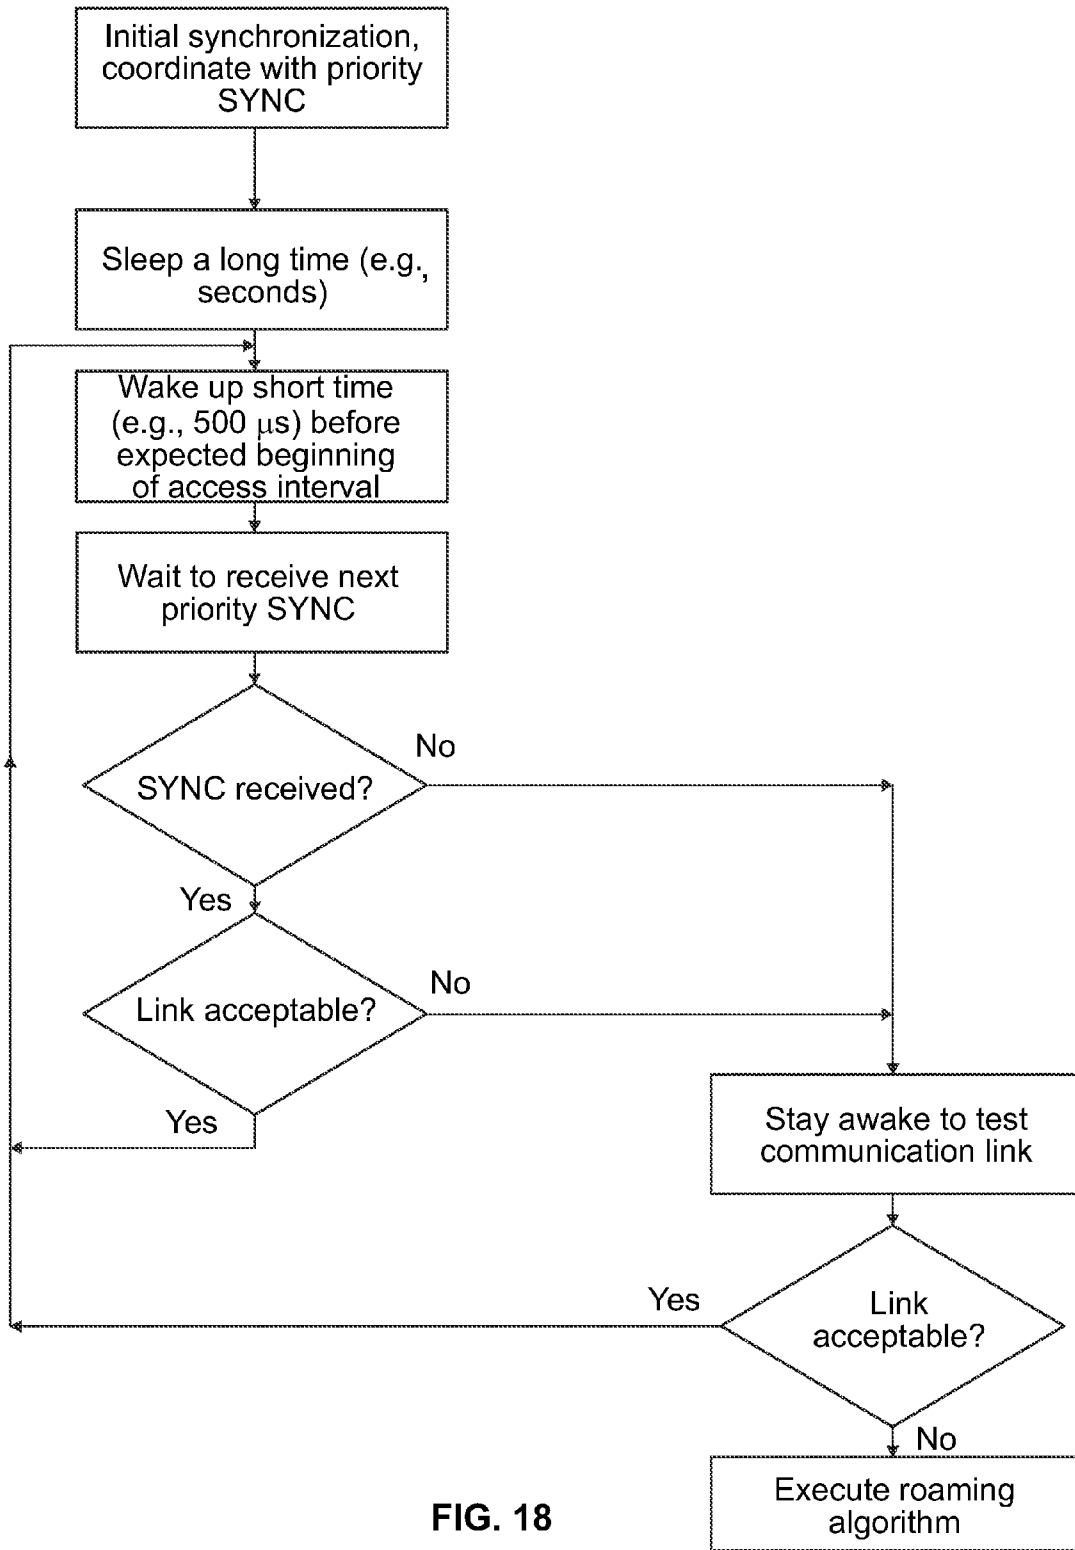 Initial synchronization,
coordinate with priority
SYNC
Sleep a long time (e.g.,
seconds)
Wake up short time
(e.g., 500 μs) before
expected beginning
of access interval
Wait to receive next
priority SYNC
SYNC received?
No
Yes
Link acceptable?
No
Yes
Stay awake to test
communication link
Link
acceptable?
Yes
No
Execute roaming
algorithm
FIG. 18